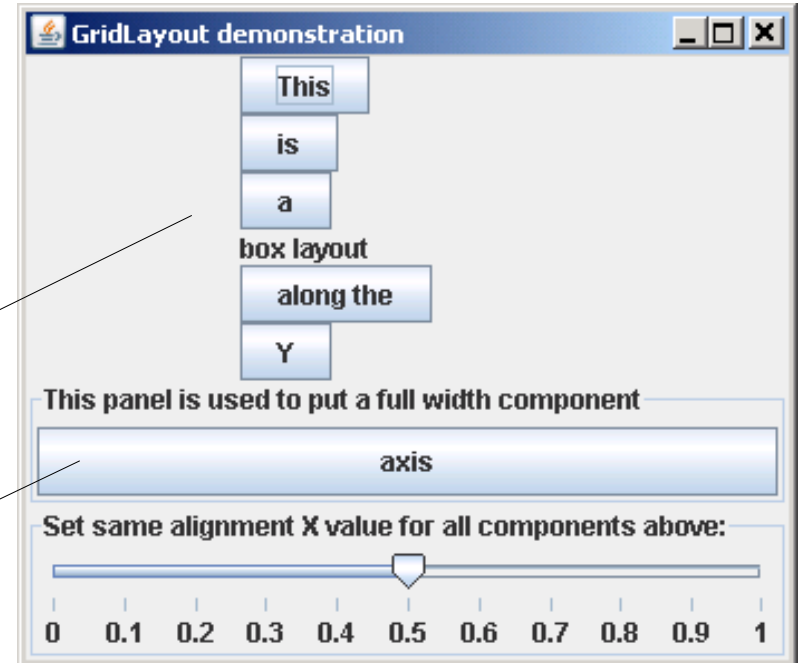 GridLayout demonstration
This
is
a
box layout
along the
Y
This panel is used to put a full width component
axis
Set same alignment X value for all components above:
0 0.1 0.2 0.3 0.4 0.5 0.6 0.7 0.8 0.9 1